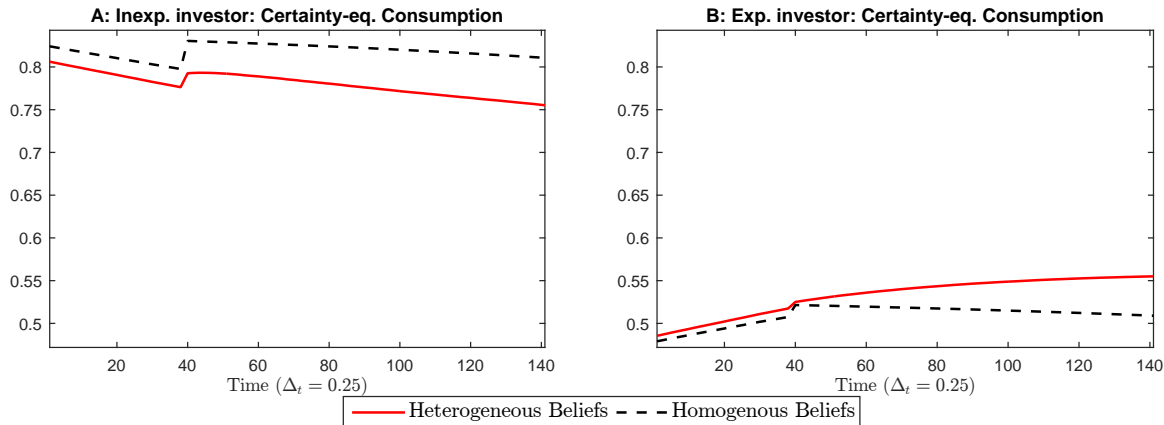 A: Inexp. investor: Certainty-eq. Consumption
0.8
0.75
0.7
0.65
0.6
0.55
0.5
20 40 60 80 100 120 140
Time (Δt = 0.25)
B: Exp. investor: Certainty-eq. Consumption
0.8
0.75
0.7
0.65
0.6
0.55
0.5
20 40 60 80 100 120 140
Time (Δt = 0.25)
Heterogeneous Beliefs Homogenous Beliefs